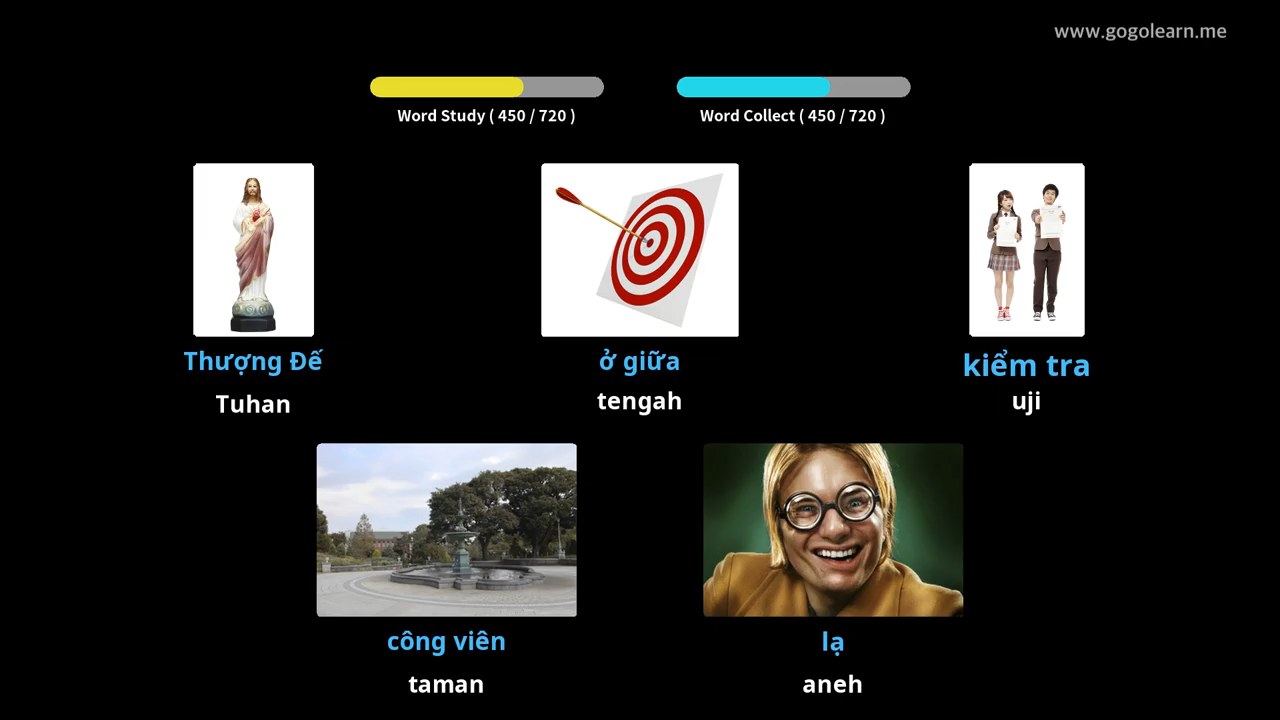 www.gogolearn.me
Word Study ( 450 / 720 )
Word Collect ( 450 / 720 )
Thượng Đế
Tuhan
ở giữa
tengah
kiểm tra
uji
công viên
taman
lạ
aneh